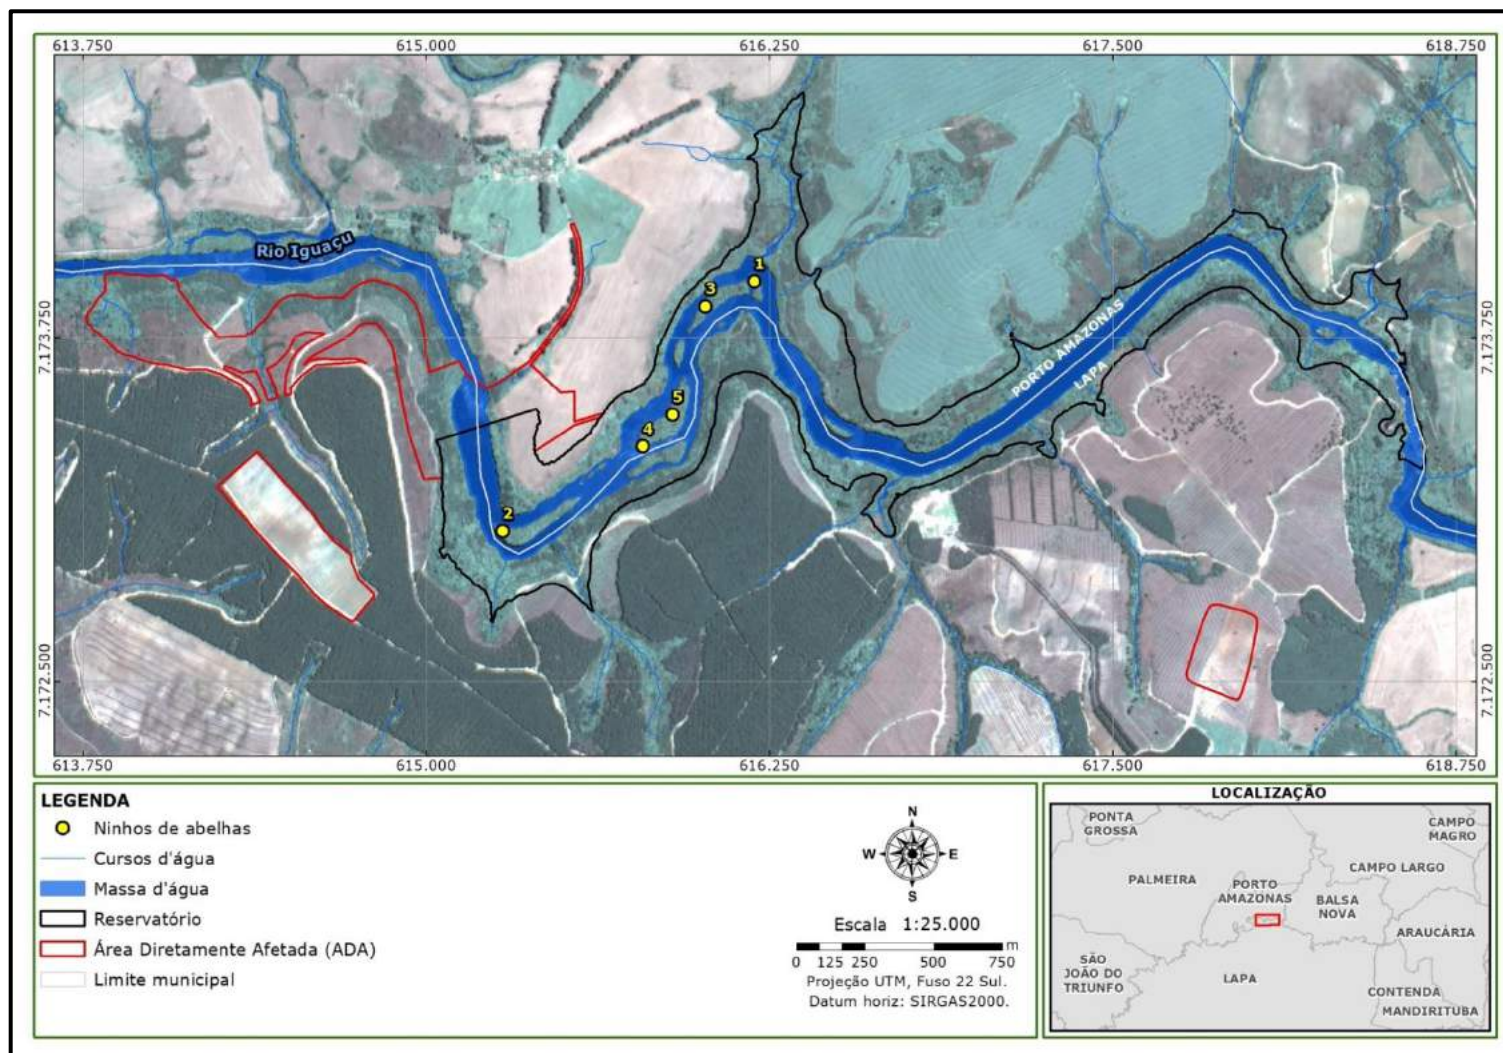 613.750 615.000 616.250 617.500 618.750
Rio Iguaçu
1
3
7.173.750 7.173.750
PORTO AMAZONAS
LAPA
5
4
2
7.172.500 7.172.500
613.750 615.000 616.250 617.500 618.750
LEGENDA
Ninhos de abelhas
Cursos d'água
Massa d'água
Reservatório
Área Diretamente Afetada (ADA)
Limite municipal
N
W E
S
Escala 1:25.000
m
0 125 250 500 750
Projeção UTM, Fuso 22 Sul.
Datum horiz: SIRGAS2000.
LOCALIZAÇÃO
PONTA
GROSSA
CAMPO
MAGRO
CAMPO LARGO
PALMEIRA
PORTO
AMAZONAS
BALSA
NOVA
ARAUCÁRIA
SÃO
JOÃO DO
TRIUNFO
LAPA
CONTENDA
MANDIRITUBA